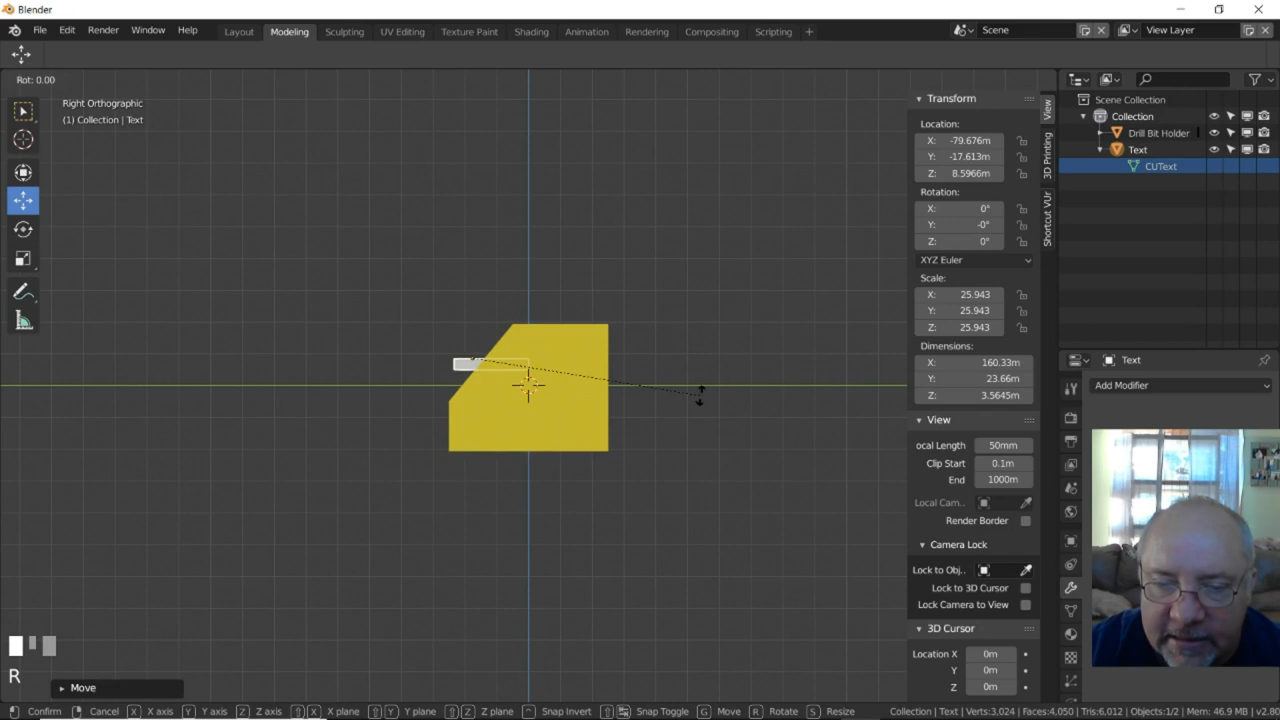 Blender
File Edit Render Window Help Layout Modeling Sculpting UV Editing Texture Paint Shading Animation Rendering Compositing Scripting + Scene View Layer
Rot: 0.00
Right Orthographic
(1) Collection | Text
Transform
Location:
X: -79.676m
Y: -17.613m
Z: 8.5966m
Rotation:
X: 0°
Y: -0°
Z: 0°
XYZ Euler
Scale:
X: 25.943
Y: 25.943
Z: 25.943
Dimensions:
X: 160.33m
Y: 23.66m
Z: 3.5645m
View
ocal Length 50mm
Clip Start 0.1m
End 1000m
Local Cam..
Render Border
Camera Lock
Lock to Obj..
Lock to 3D Cursor
Lock Camera to View
3D Cursor
Location X 0m
Y 0m
Z 0m
View
3D Printing
Shortcut VUr
Scene Collection
Collection
Drill Bit Holder
Text
CUText
Text
Add Modifier
R
Move
Confirm Cancel X X axis Y Y axis Z Z axis X X plane Y Y plane Z Z plane Snap Invert Snap Toggle G Move R Rotate S Resize Collection | Text | Verts:3,024 | Faces:4,050 | Tris:6,012 | Objects:1/2 | Mem: 46.9 MB | v2.80